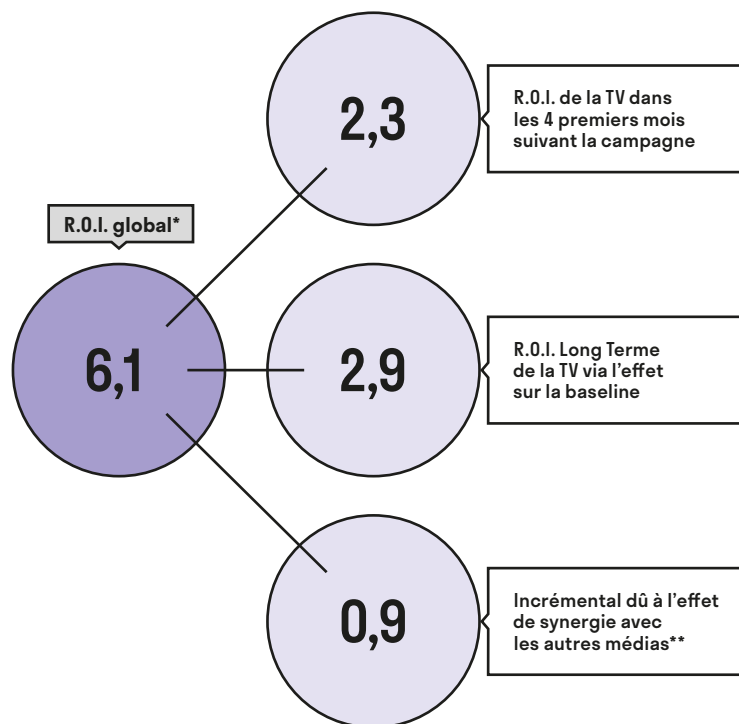 2,3
R.O.I. de la TV dans
les 4 premiers mois
suivant la campagne
R.O.I. global*
6,1
2,9
R.O.I. Long Terme
de la TV via l’effet
sur la baseline
0,9
Incrémental dû à l’effet
de synergie avec
les autres médias**